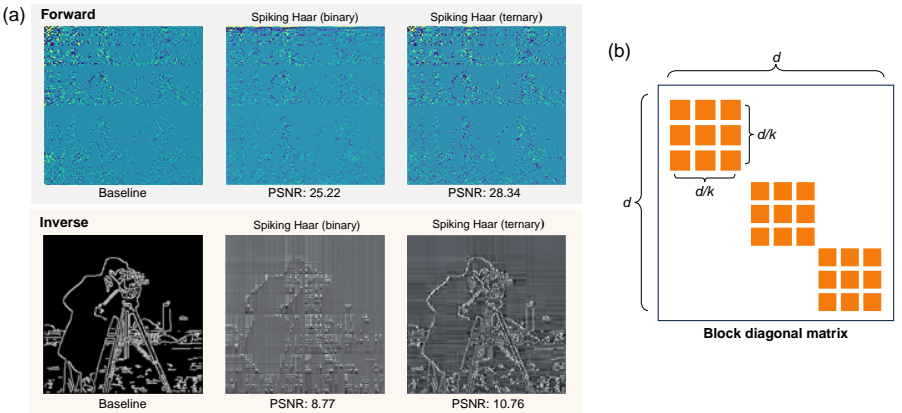 (a)
Forward
Spiking Haar (binary)
Spiking Haar (ternary)
Baseline
PSNR: 25.22
PSNR: 28.34
Inverse
Spiking Haar (binary)
Spiking Haar (ternary)
Baseline
PSNR: 8.77
PSNR: 10.76
(b)
d
d
d/k
d/k
Block diagonal matrix